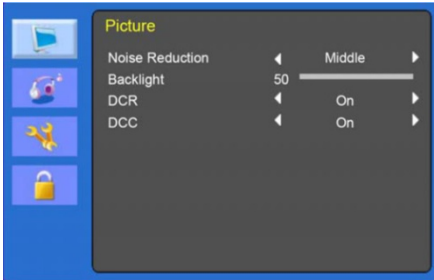 Picture
Noise Reduction Middle
Backlight 50
DCR On
DCC On